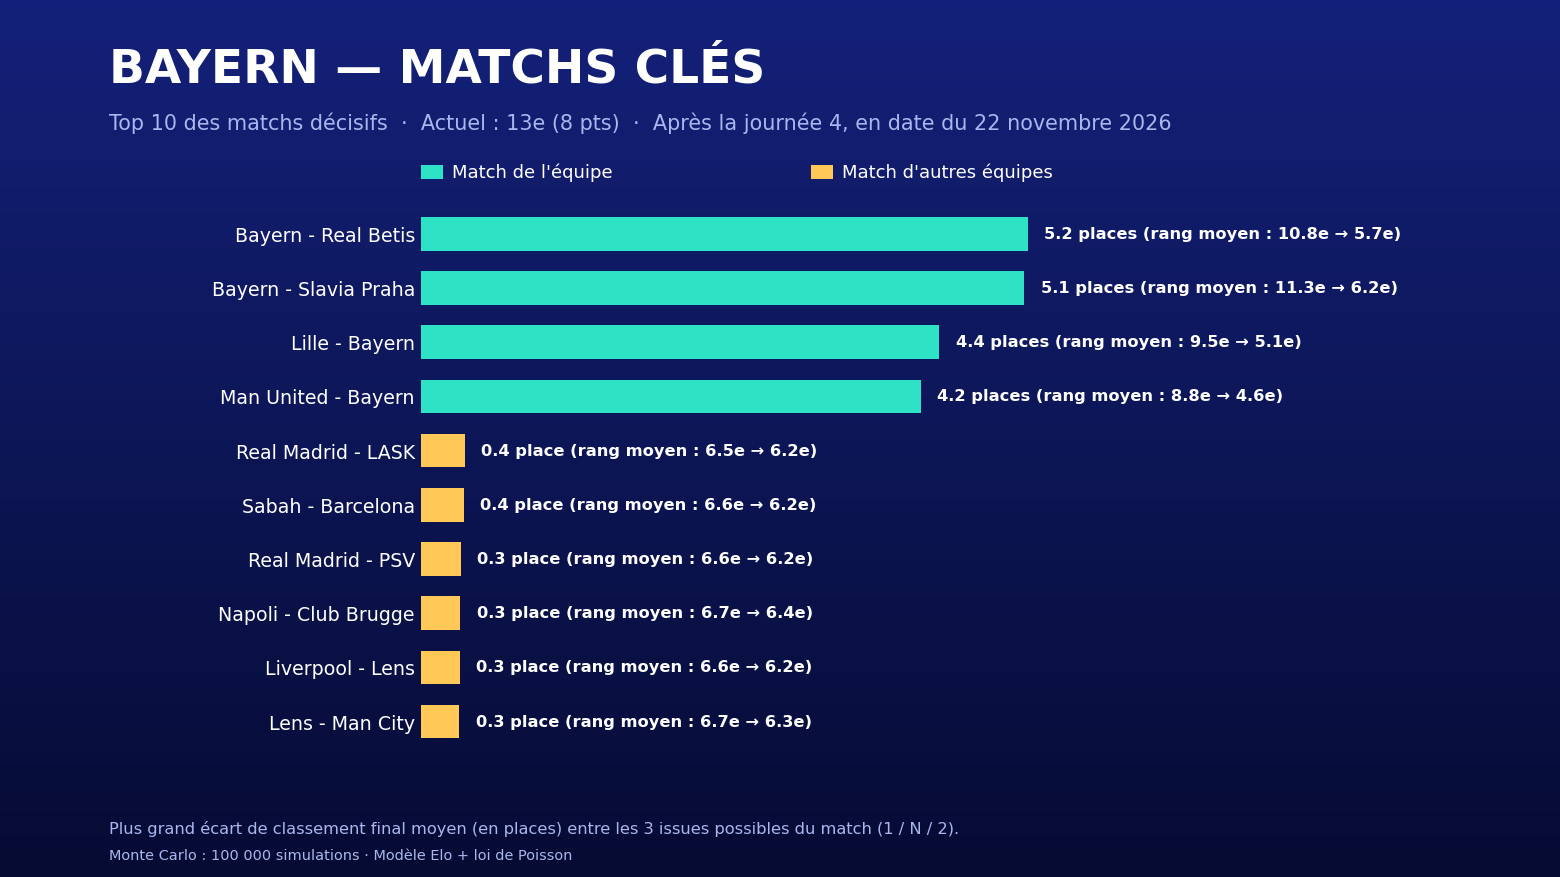 BAYERN — MATCHS CLÉS
Top 10 des matchs décisifs · Actuel : 13e (8 pts) · Après la journée 4, en date du 22 novembre 2026
Match de l'équipe
Match d'autres équipes
Bayern - Real Betis 5.2 places (rang moyen : 10.8e → 5.7e)
Bayern - Slavia Praha 5.1 places (rang moyen : 11.3e → 6.2e)
Lille - Bayern 4.4 places (rang moyen : 9.5e → 5.1e)
Man United - Bayern 4.2 places (rang moyen : 8.8e → 4.6e)
Real Madrid - LASK 0.4 place (rang moyen : 6.5e → 6.2e)
Sabah - Barcelona 0.4 place (rang moyen : 6.6e → 6.2e)
Real Madrid - PSV 0.3 place (rang moyen : 6.6e → 6.2e)
Napoli - Club Brugge 0.3 place (rang moyen : 6.7e → 6.4e)
Liverpool - Lens 0.3 place (rang moyen : 6.6e → 6.2e)
Lens - Man City 0.3 place (rang moyen : 6.7e → 6.3e)
Plus grand écart de classement final moyen (en places) entre les 3 issues possibles du match (1 / N / 2).
Monte Carlo : 100 000 simulations · Modèle Elo + loi de Poisson